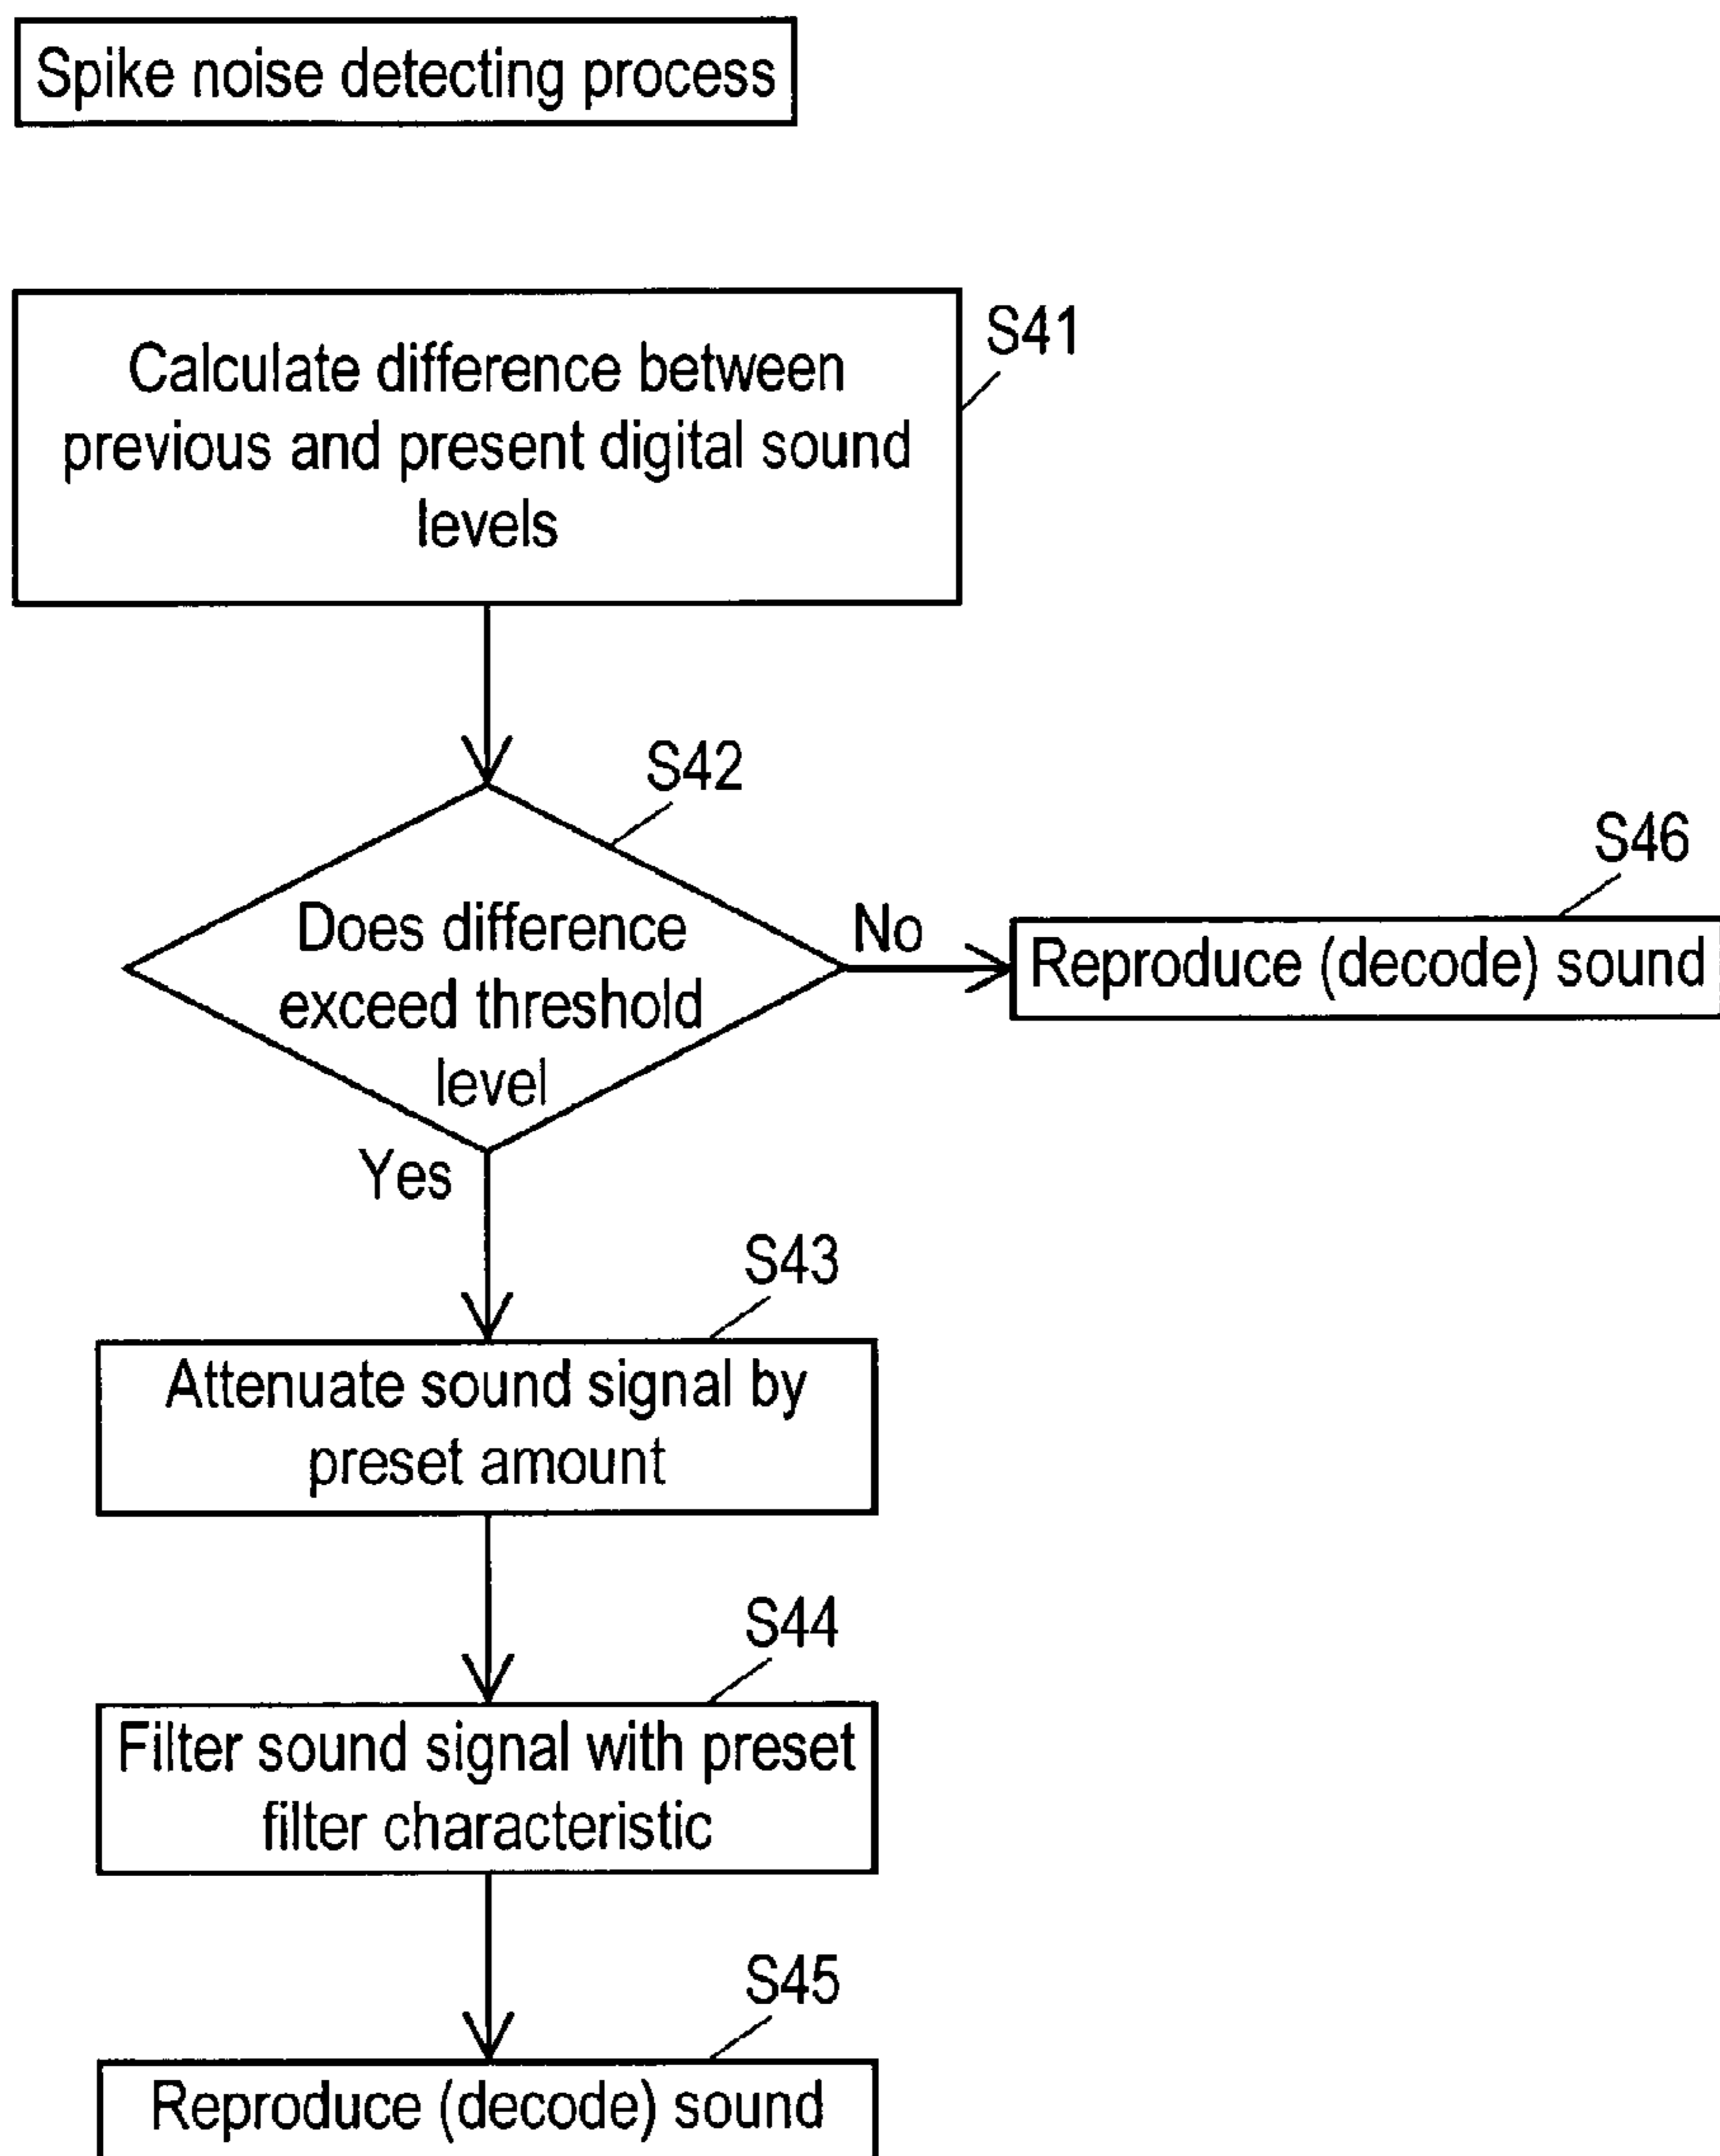 Spike noise detecting process
S41
Calculate difference between
previous and present digital sound
levels
S42
Does difference
exceed threshold
level
No
S46
Reproduce (decode) sound
Yes
S43
Attenuate sound signal by
preset amount
S44
Filter sound signal with preset
filter characteristic
S45
Reproduce (decode) sound